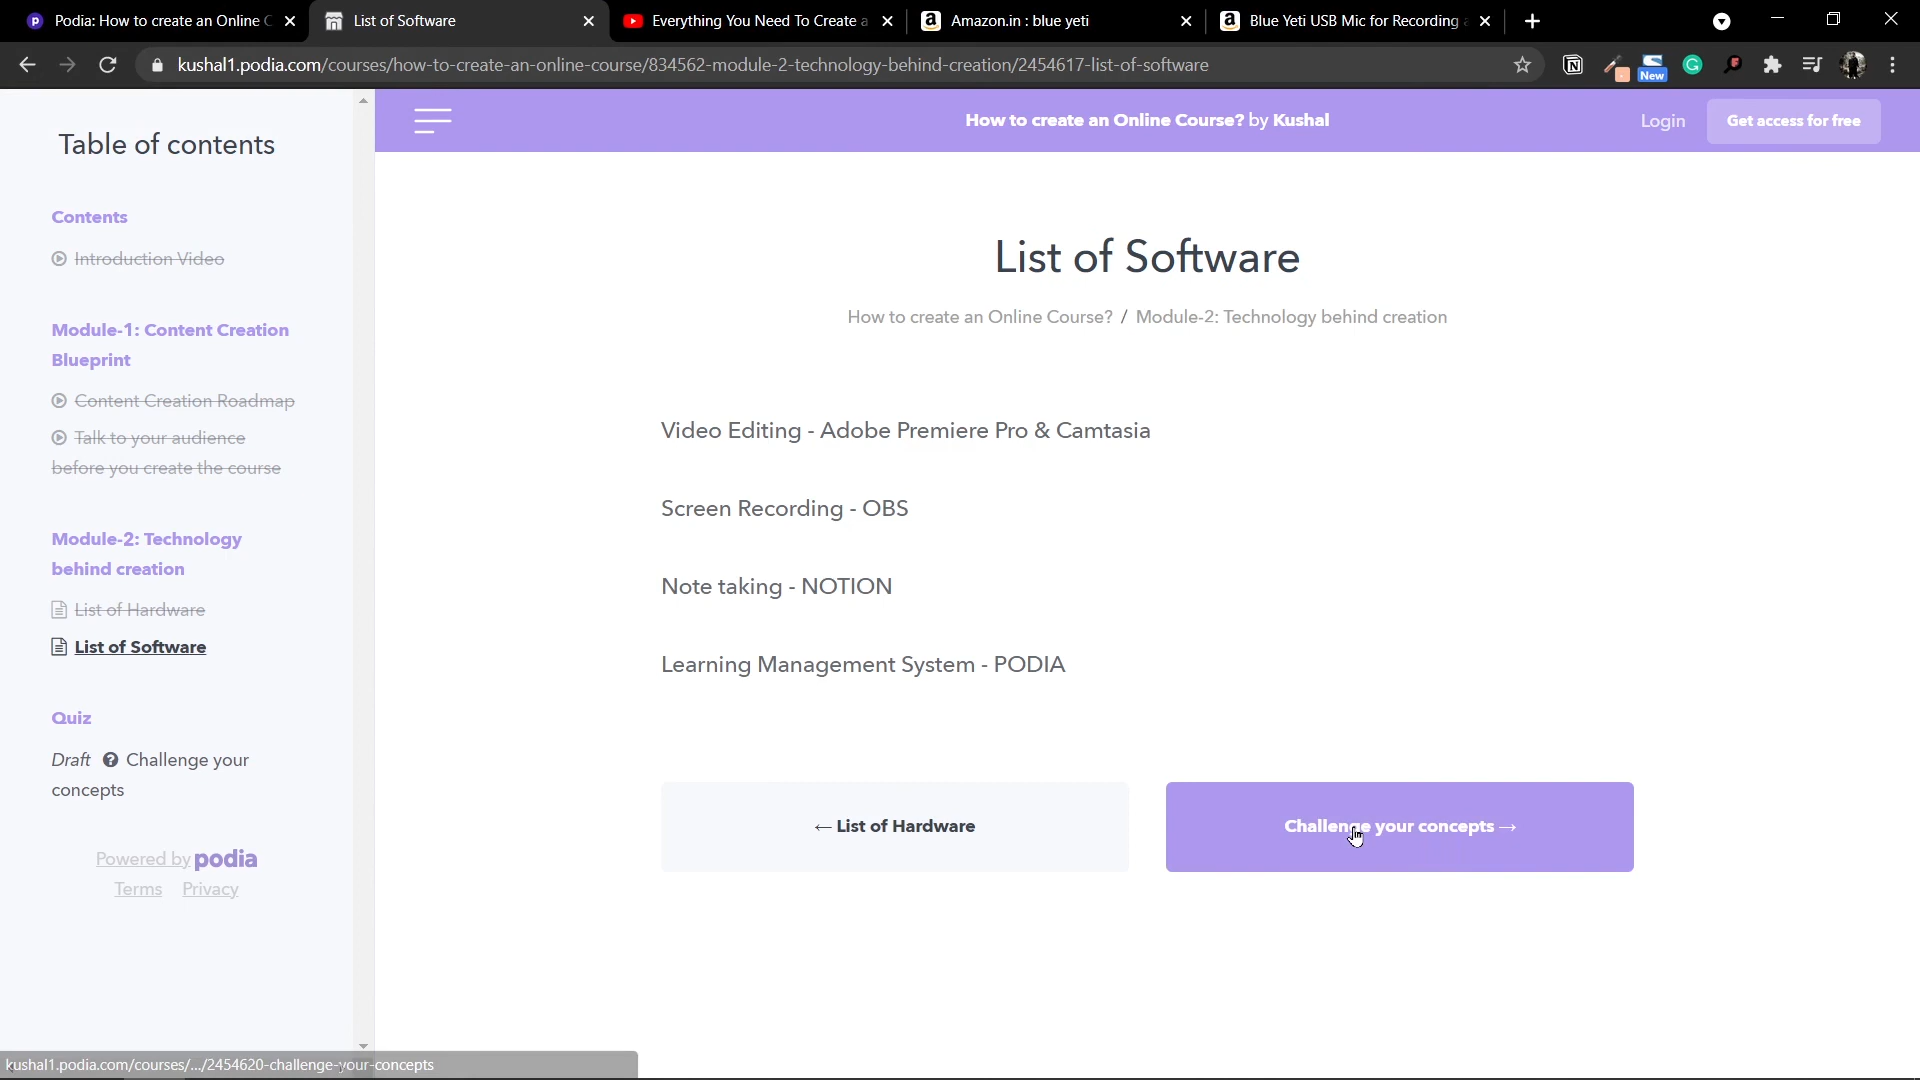 Podia: How to create an Online C
List of Software
Everything You Need To Create a
Amazon.in : blue yeti
Blue Yeti USB Mic for Recording a
kushal1.podia.com/courses/how-to-create-an-online-course/834562-module-2-technology-behind-creation/2454617-list-of-software
New
Table of contents
Contents
Introduction Video
Module-1: Content Creation
Blueprint
Content Creation Roadmap
Talk to your audience
before you create the course
Module-2: Technology
behind creation
List of Hardware
List of Software
Quiz
Draft Challenge your
concepts
Powered by podia
Terms Privacy
How to create an Online Course? by Kushal
Login
Get access for free
List of Software
How to create an Online Course? / Module-2: Technology behind creation
Video Editing - Adobe Premiere Pro & Camtasia
Screen Recording - OBS
Note taking - NOTION
Learning Management System - PODIA
← List of Hardware
Challenge your concepts →
kushal1.podia.com/courses/.../2454620-challenge-your-concepts